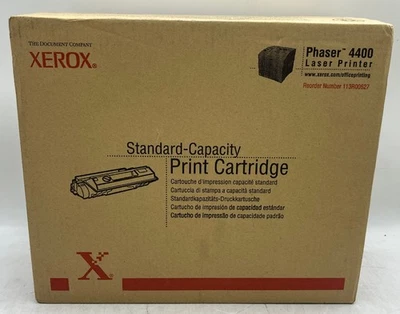 THE DOCUMENT COMPANY
XEROX®
Phaser™ 4400
Laser Printer
www.xerox.com/officeprinting
Reorder Number 113R00627
Standard-Capacity
Print Cartridge
Cartouche d'impression capacité standard
Cartuccia di stampa a capacità standard
Standardkapazitäts-Druckkartusche
Cartucho de impresión de capacidad estándar
Cartucho de impressão de capacidade padrão
X